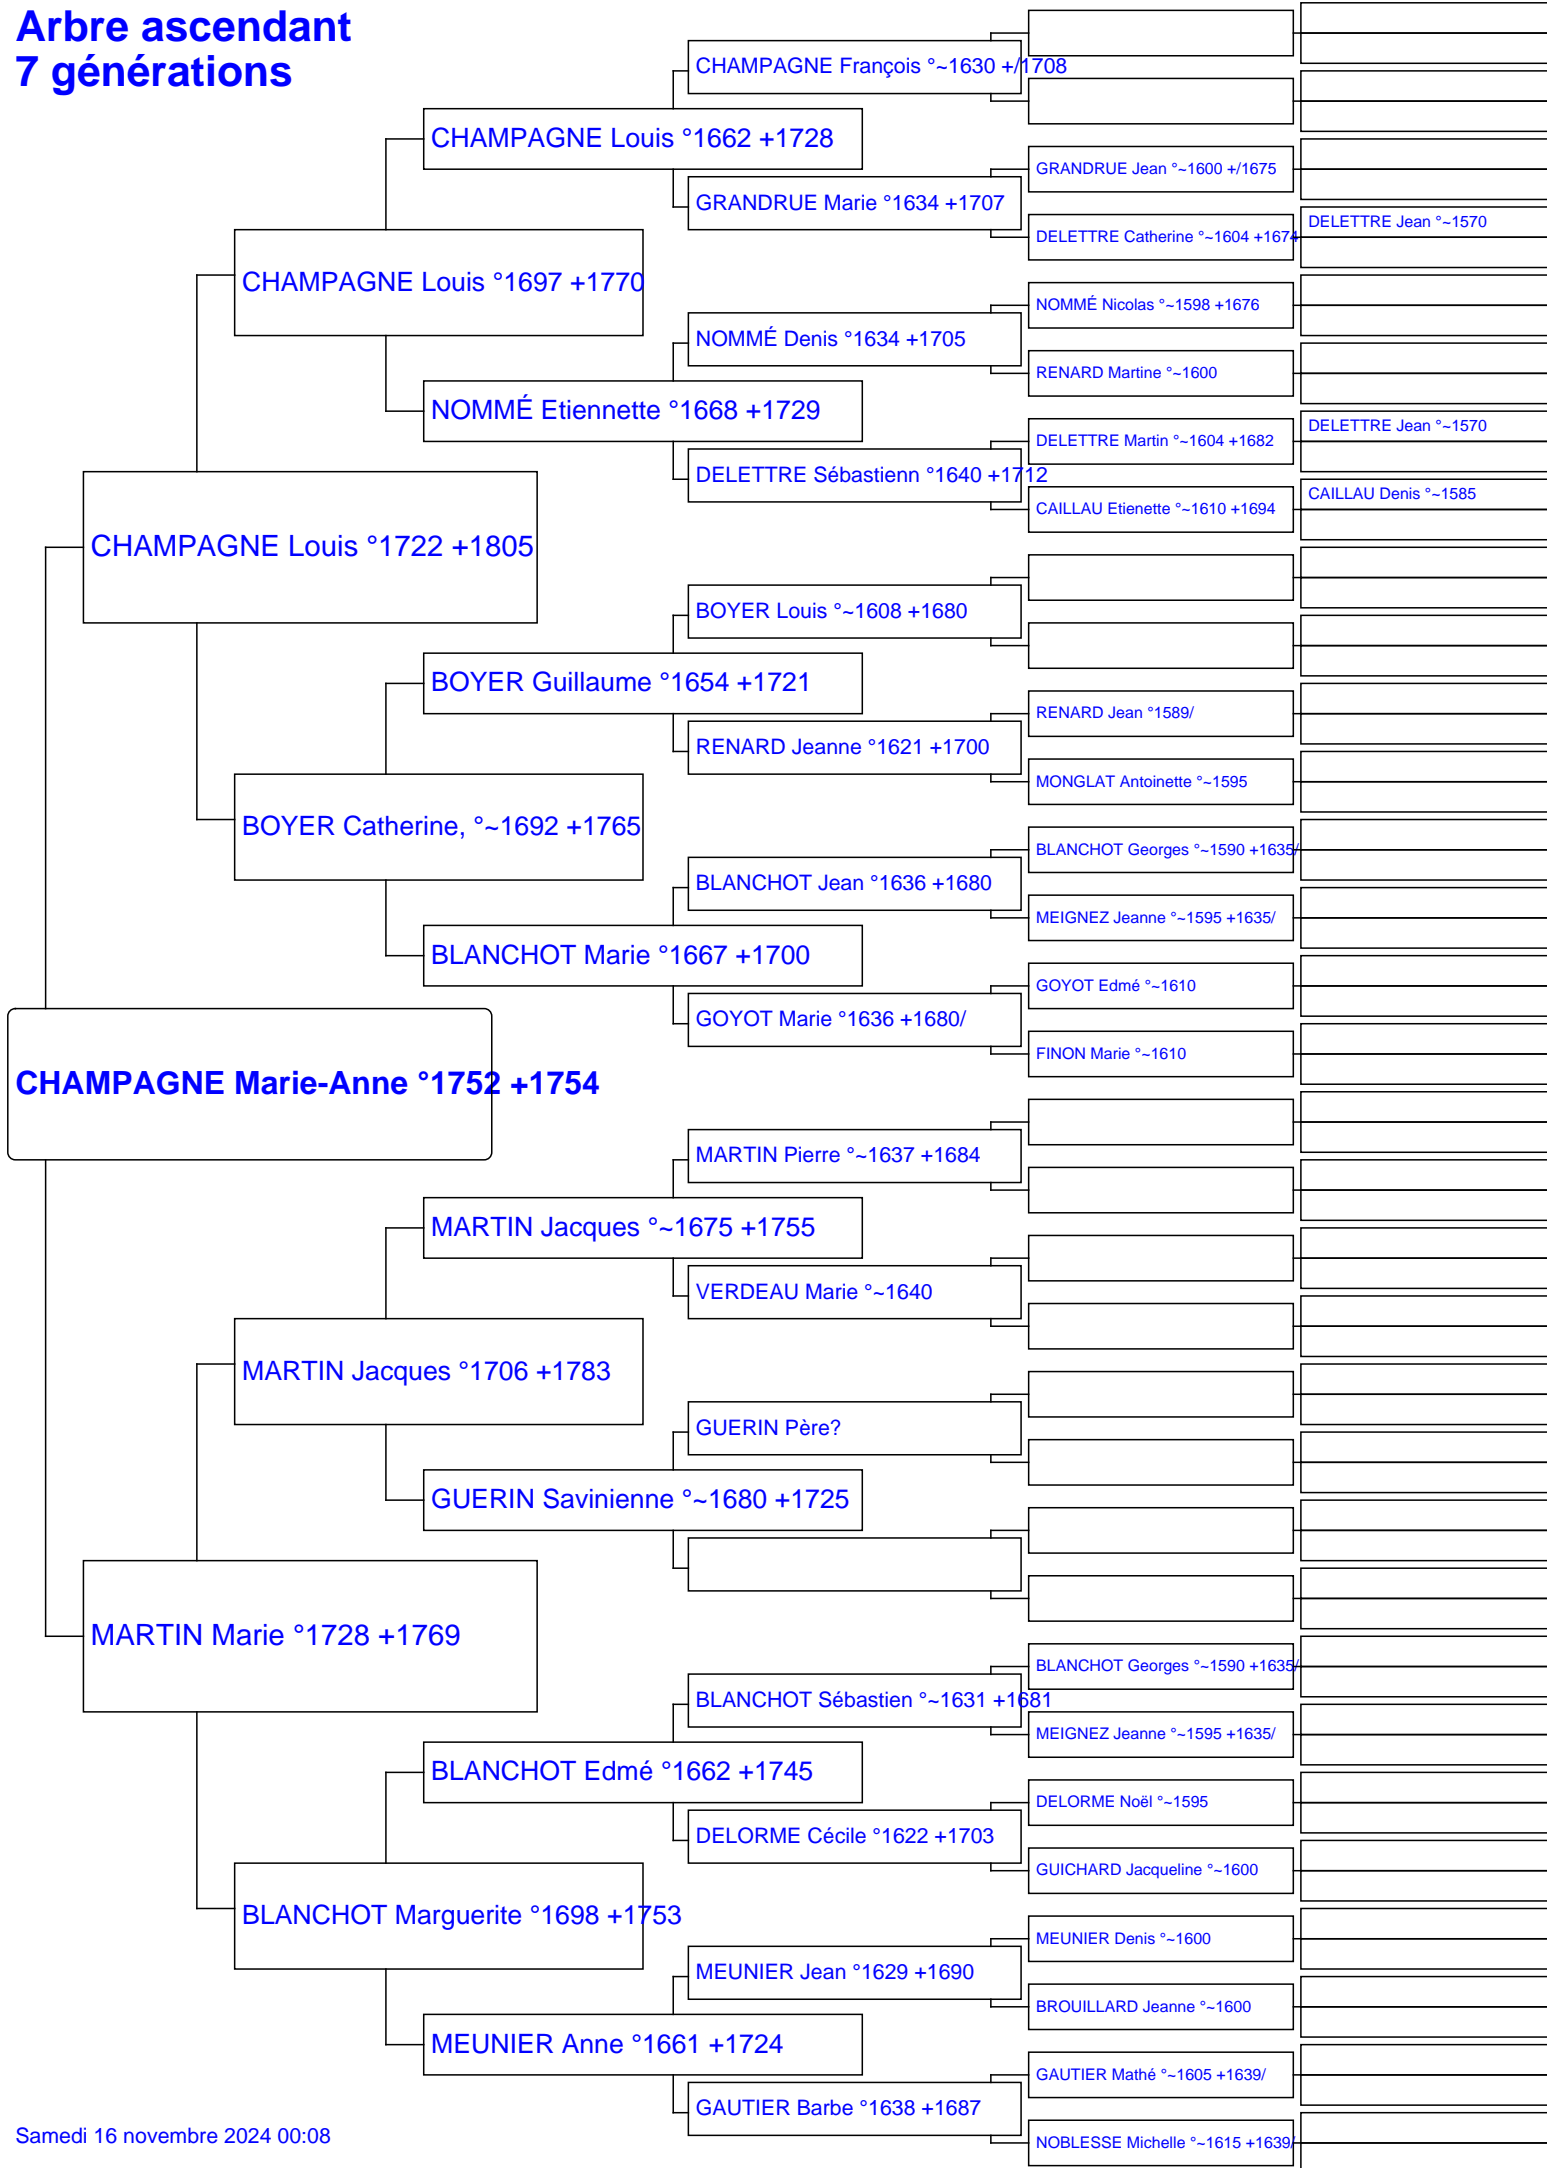 Arbre ascendant
7 générations
CHAMPAGNE François °~1630 +/1708
CHAMPAGNE Louis °1662 +1728
GRANDRUE Jean °~1600 +/1675
GRANDRUE Marie °1634 +1707
DELETTRE Jean °~1570
DELETTRE Catherine °~1604 +1674
CHAMPAGNE Louis °1697 +1770
NOMMÉ Nicolas °~1598 +1676
NOMMÉ Denis °1634 +1705
RENARD Martine °~1600
NOMMÉ Etiennette °1668 +1729
DELETTRE Jean °~1570
DELETTRE Martin °~1604 +1682
DELETTRE Sébastienn °1640 +1712
CAILLAU Denis °~1585
CAILLAU Etienette °~1610 +1694
CHAMPAGNE Louis °1722 +1805
BOYER Louis °~1608 +1680
BOYER Guillaume °1654 +1721
RENARD Jean °1589/
RENARD Jeanne °1621 +1700
MONGLAT Antoinette °~1595
BOYER Catherine, °~1692 +1765
BLANCHOT Georges °~1590 +1635/
BLANCHOT Jean °1636 +1680
MEIGNEZ Jeanne °~1595 +1635/
BLANCHOT Marie °1667 +1700
GOYOT Edmé °~1610
GOYOT Marie °1636 +1680/
FINON Marie °~1610
CHAMPAGNE Marie-Anne °1752 +1754
MARTIN Pierre °~1637 +1684
MARTIN Jacques °~1675 +1755
VERDEAU Marie °~1640
MARTIN Jacques °1706 +1783
GUERIN Père?
GUERIN Savinienne °~1680 +1725
MARTIN Marie °1728 +1769
BLANCHOT Georges °~1590 +1635/
BLANCHOT Sébastien °~1631 +1681
MEIGNEZ Jeanne °~1595 +1635/
BLANCHOT Edmé °1662 +1745
DELORME Noël °~1595
DELORME Cécile °1622 +1703
GUICHARD Jacqueline °~1600
BLANCHOT Marguerite °1698 +1753
MEUNIER Denis °~1600
MEUNIER Jean °1629 +1690
BROUILLARD Jeanne °~1600
MEUNIER Anne °1661 +1724
GAUTIER Mathé °~1605 +1639/
GAUTIER Barbe °1638 +1687
NOBLESSE Michelle °~1615 +1639/
Samedi 16 novembre 2024 00:08